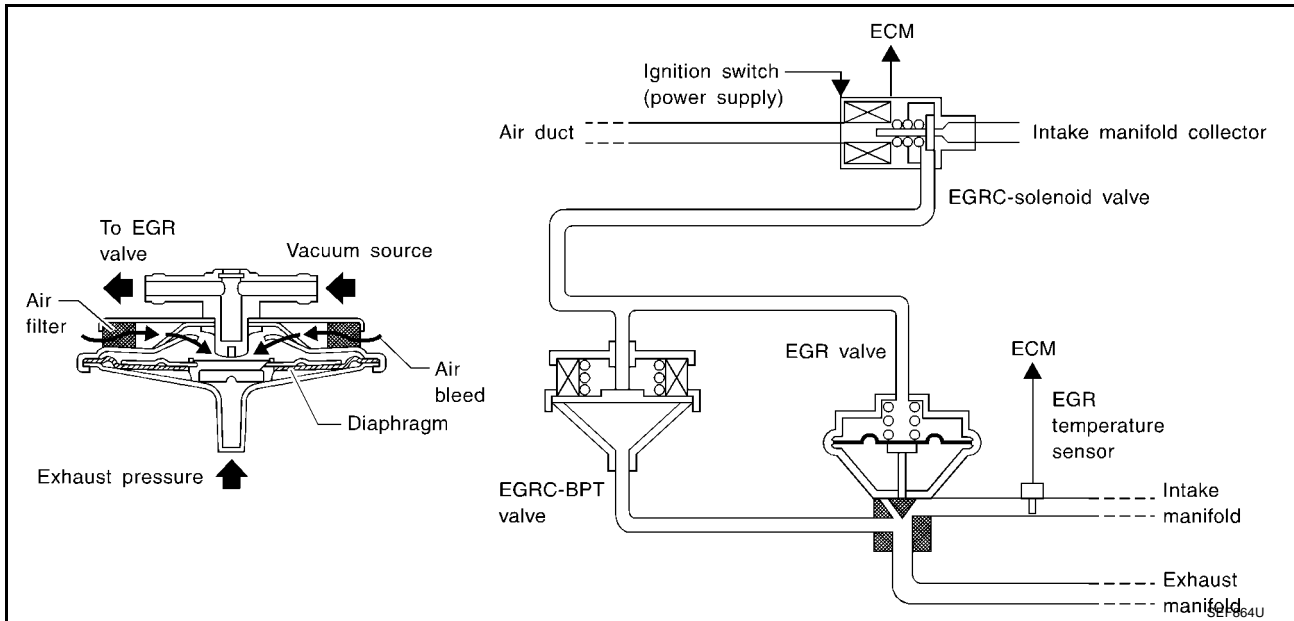 To EGR
valve
Vacuum source
Air
filter
Air
bleed
Diaphragm
Exhaust pressure
ECM
Ignition switch
(power supply)
Air duct
Intake manifold collector
EGRC-solenoid valve
EGR valve
ECM
EGR
temperature
sensor
EGRC-BPT
valve
Intake
manifold
Exhaust
manifold
SEF864U